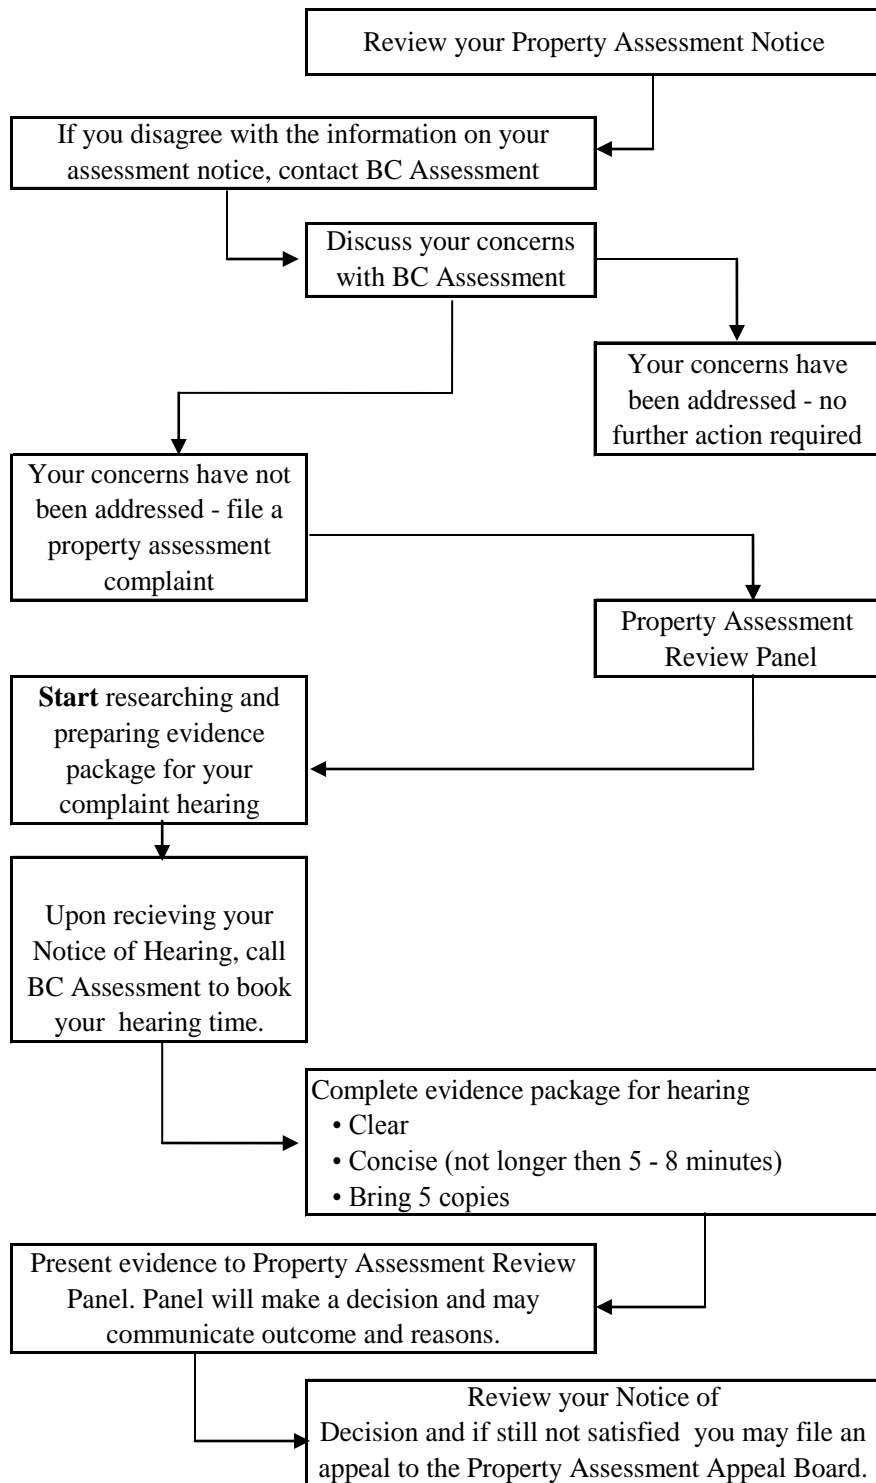 Review your Property Assessment Notice
If you disagree with the information on your
assessment notice, contact BC Assessment
Discuss your concerns
with BC Assessment
Your concerns have
been addressed - no
further action required
Your concerns have not
been addressed - file a
property assessment
complaint
Property Assessment
Review Panel
Start researching and
preparing evidence
package for your
complaint hearing
Upon recieving your
Notice of Hearing, call
BC Assessment to book
your  hearing time.
Complete evidence package for hearing
• Clear
• Concise (not longer then 5 - 8 minutes)
• Bring 5 copies
Present evidence to Property Assessment Review
Panel. Panel will make a decision and may
communicate outcome and reasons.
Review your Notice of
Decision and if still not satisfied  you may file an
appeal to the Property Assessment Appeal Board.